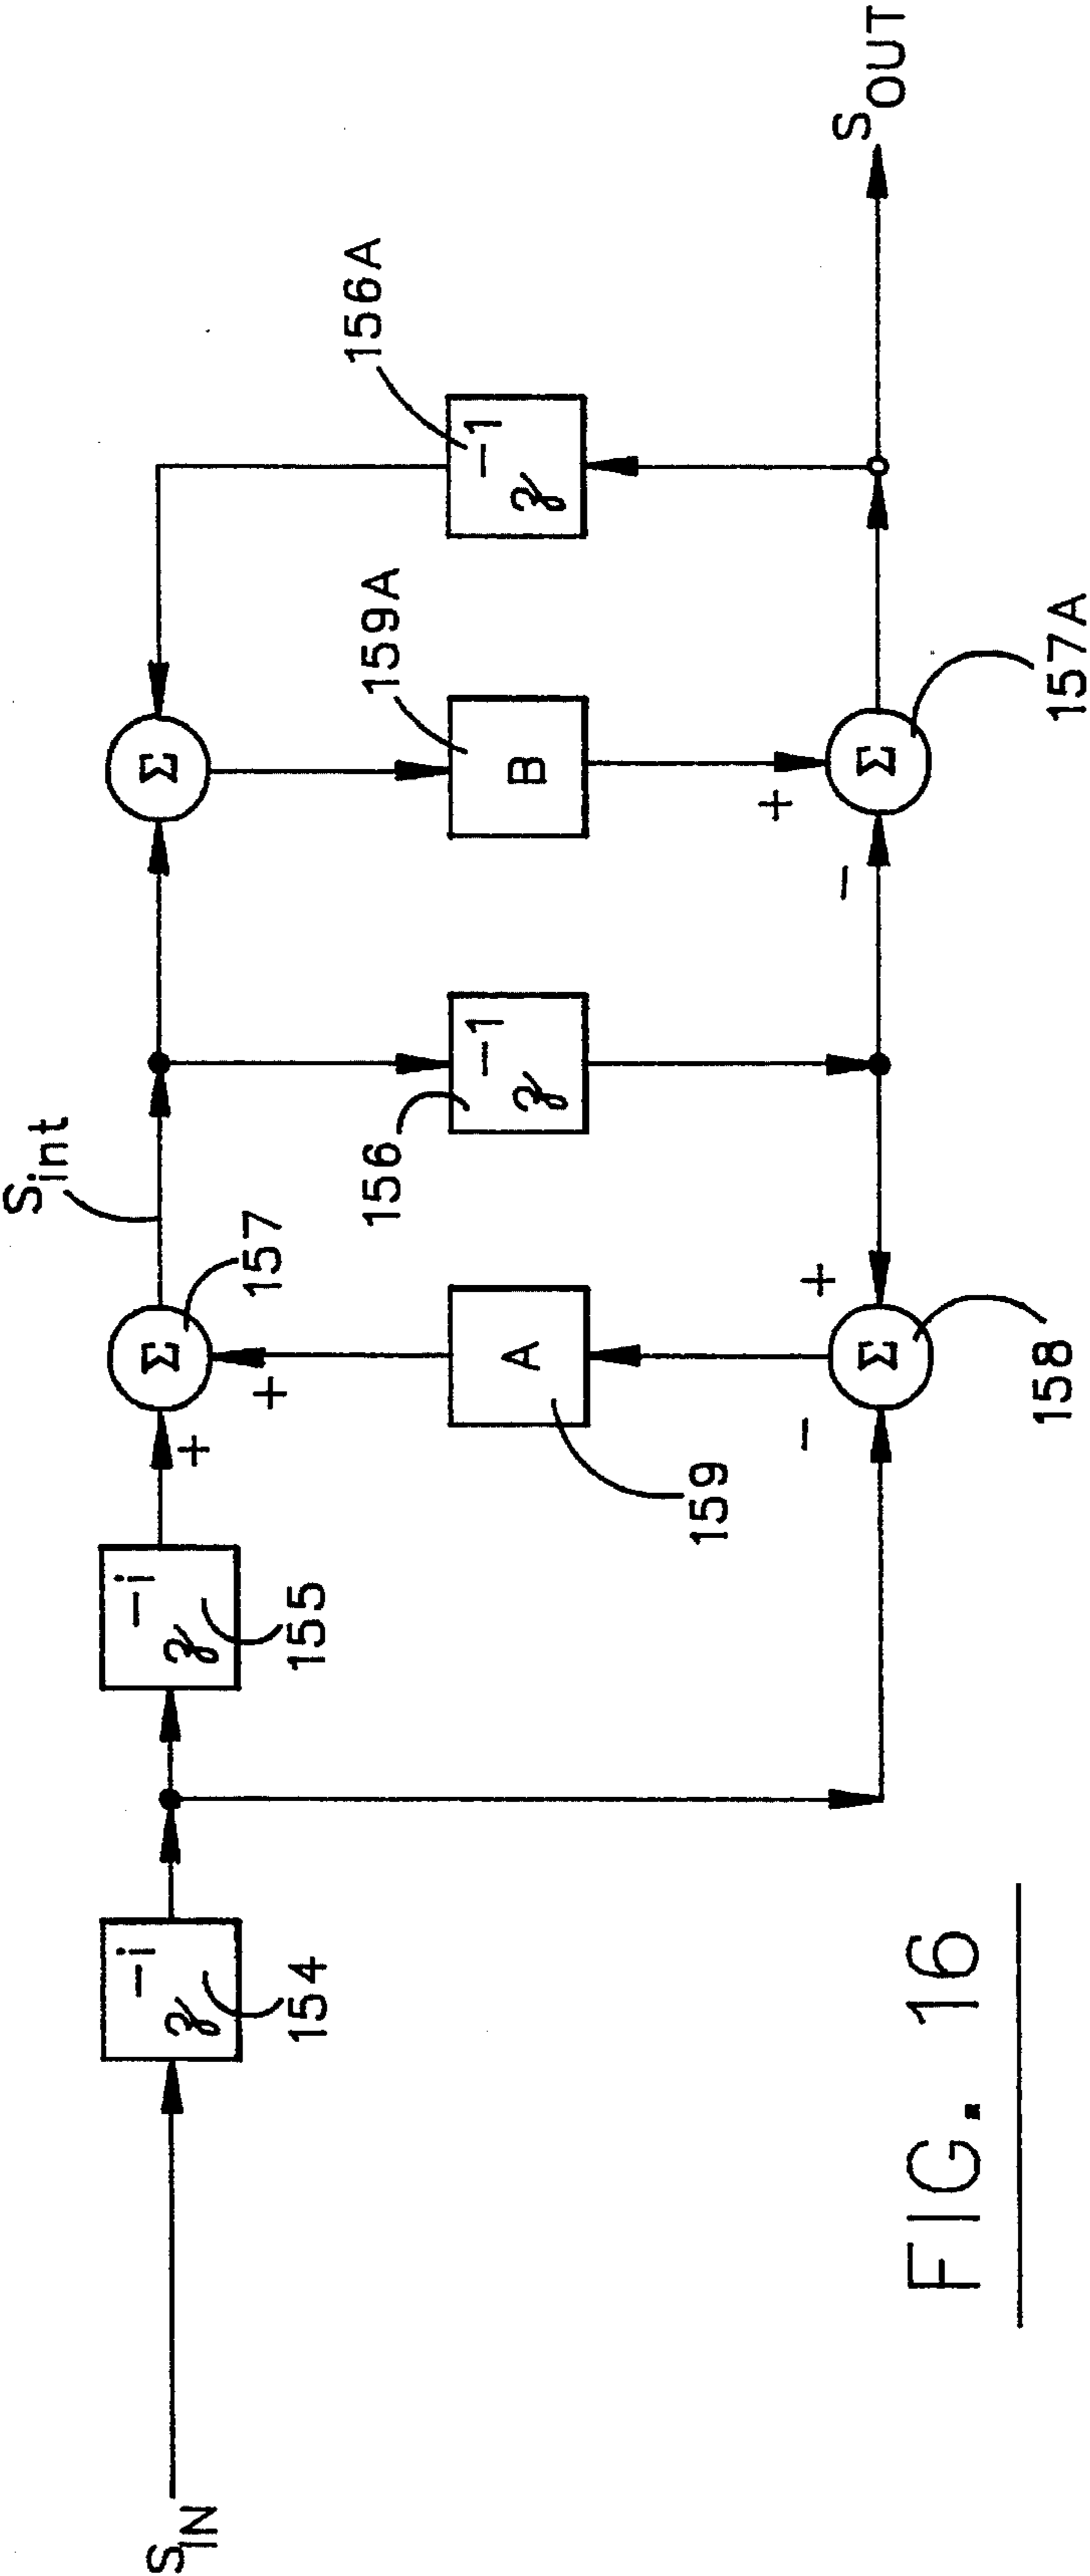 S_IN
z^-i
154
z^-i
155
+
Σ
157
+
S_int
Σ
A
159
z^-1
156
B
159A
z^-1
156A
-
Σ
158
+
-
Σ
157A
+
S_OUT
FIG. 16